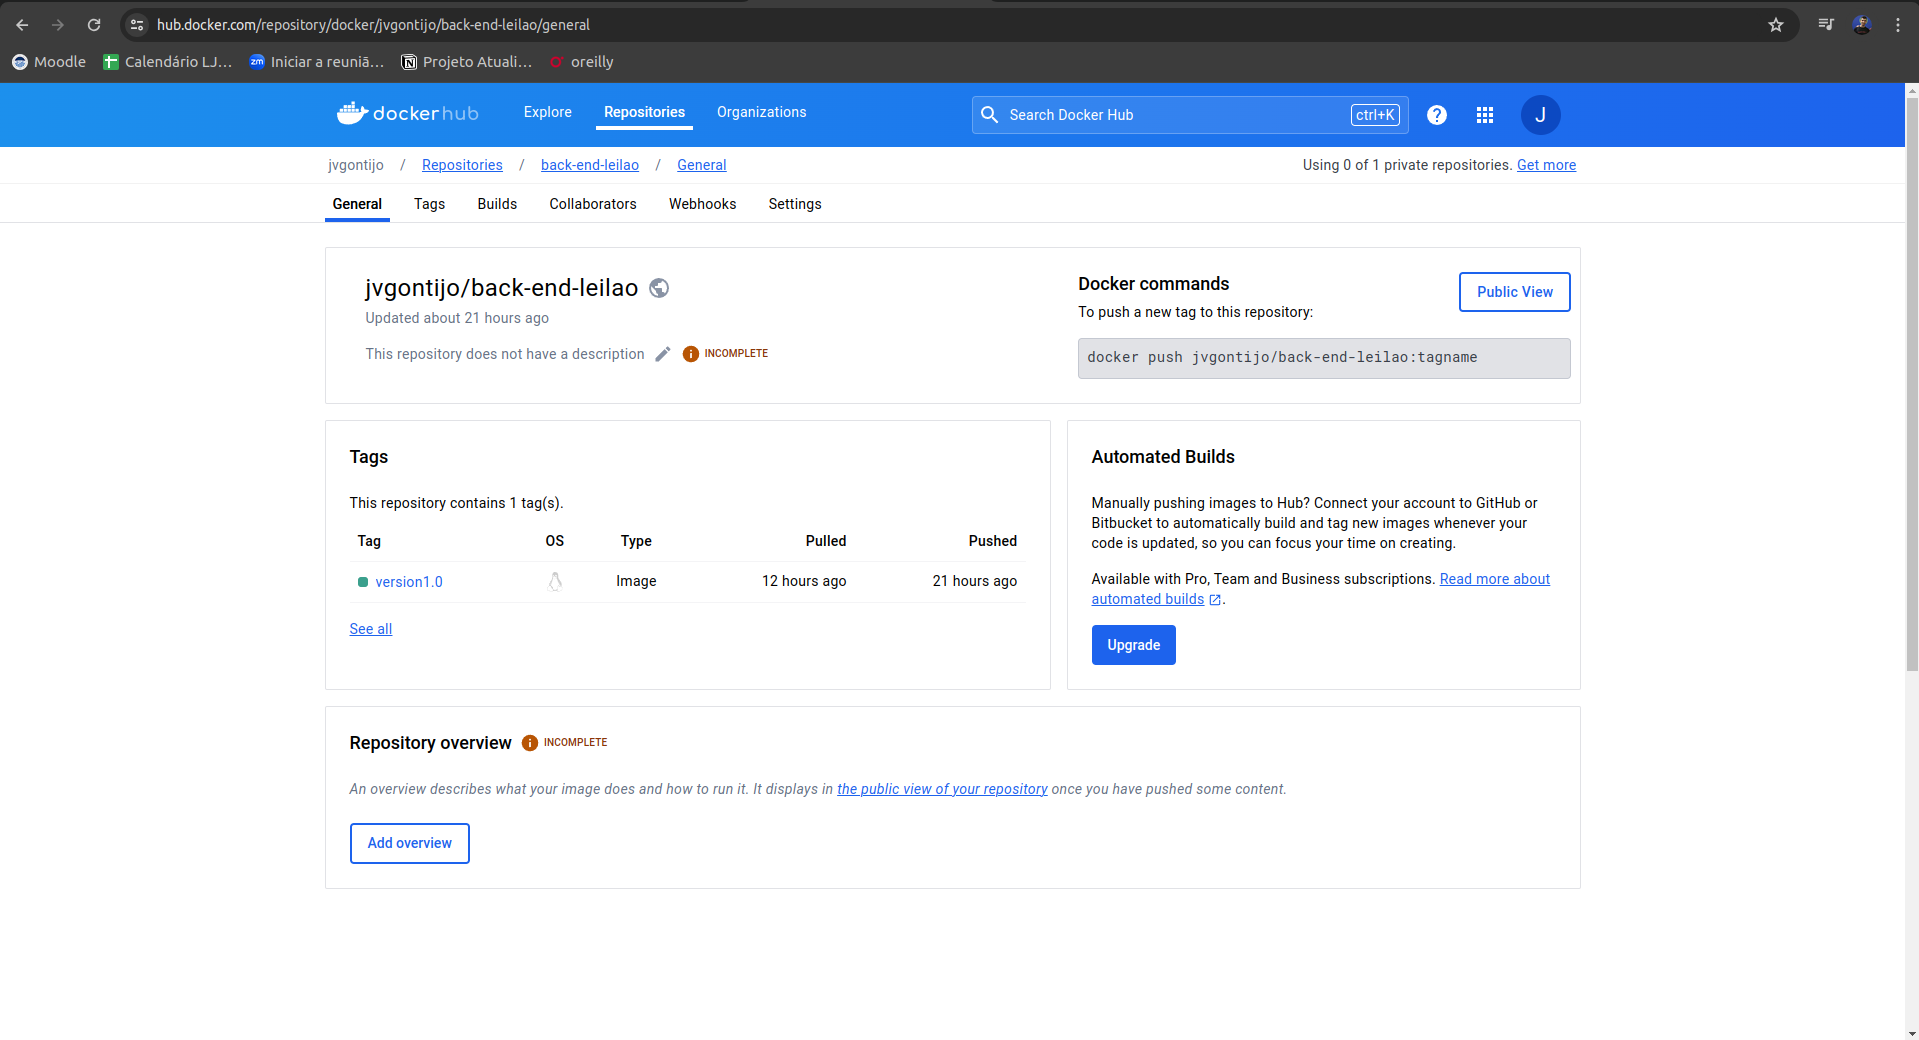 hub.docker.com/repository/docker/jvgontijo/back-end-leilao/general
Moodle Calendário LJ... zm Iniciar a reuniã... Projeto Atuali... oreilly
dockerhub Explore Repositories Organizations Search Docker Hub ctrl+K ? J
jvgontijo / Repositories / back-end-leilao / General Using 0 of 1 private repositories. Get more
General Tags Builds Collaborators Webhooks Settings
jvgontijo/back-end-leilao
Updated about 21 hours ago
This repository does not have a description INCOMPLETE
Docker commands
Public View
To push a new tag to this repository:
docker push jvgontijo/back-end-leilao:tagname
Tags
This repository contains 1 tag(s).
Tag OS Type Pulled Pushed
version1.0 Image 12 hours ago 21 hours ago
See all
Automated Builds
Manually pushing images to Hub? Connect your account to GitHub or
Bitbucket to automatically build and tag new images whenever your
code is updated, so you can focus your time on creating.
Available with Pro, Team and Business subscriptions. Read more about
automated builds.
Upgrade
Repository overview INCOMPLETE
An overview describes what your image does and how to run it. It displays in the public view of your repository once you have pushed some content.
Add overview